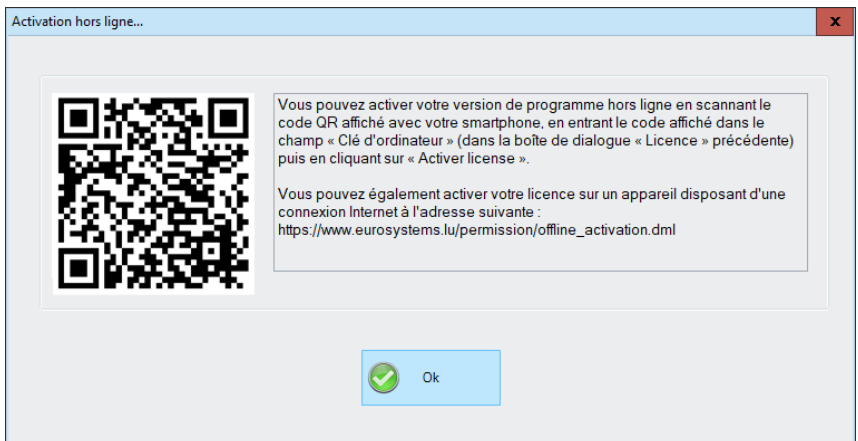 Activation hors ligne...
x
Vous pouvez activer votre version de programme hors ligne en scannant le
code QR affiché avec votre smartphone, en entrant le code affiché dans le
champ « Clé d'ordinateur » (dans la boîte de dialogue « Licence » précédente)
puis en cliquant sur « Activer license ».
Vous pouvez également activer votre licence sur un appareil disposant d'une
connexion Internet à l'adresse suivante :
https://www.eurosystems.lu/permission/offline_activation.dml
Ok